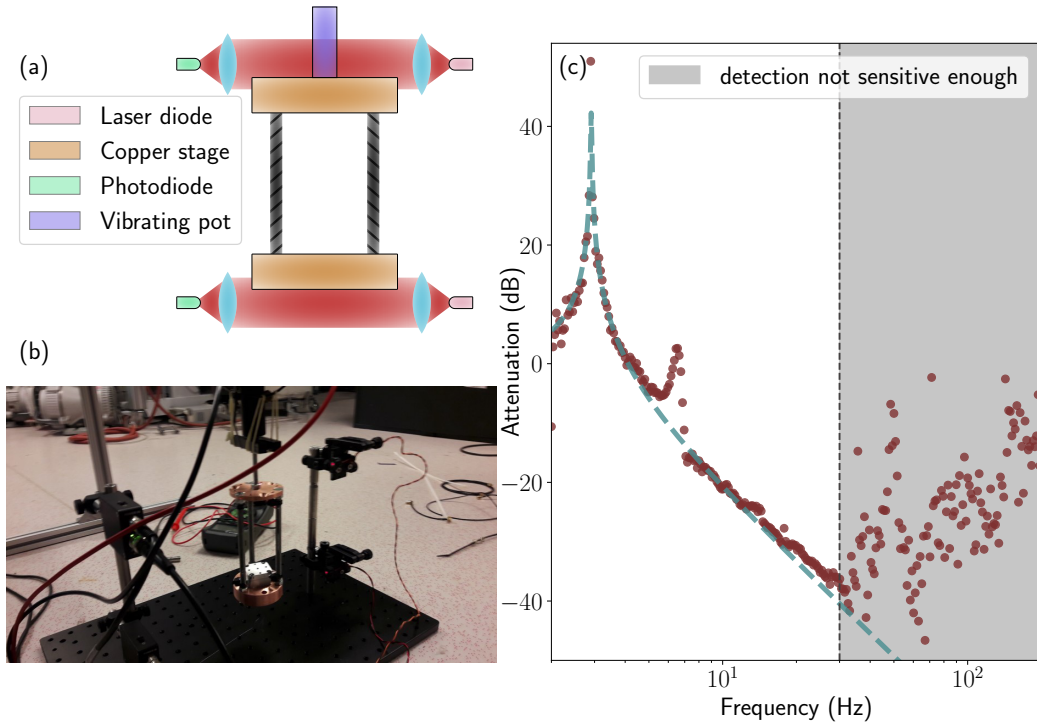 (a)
Laser diode
Copper stage
Photodiode
Vibrating pot
(b)
(c)
detection not sensitive enough
Attenuation (dB)
40
20
0
−20
−40
10¹
10²
Frequency (Hz)